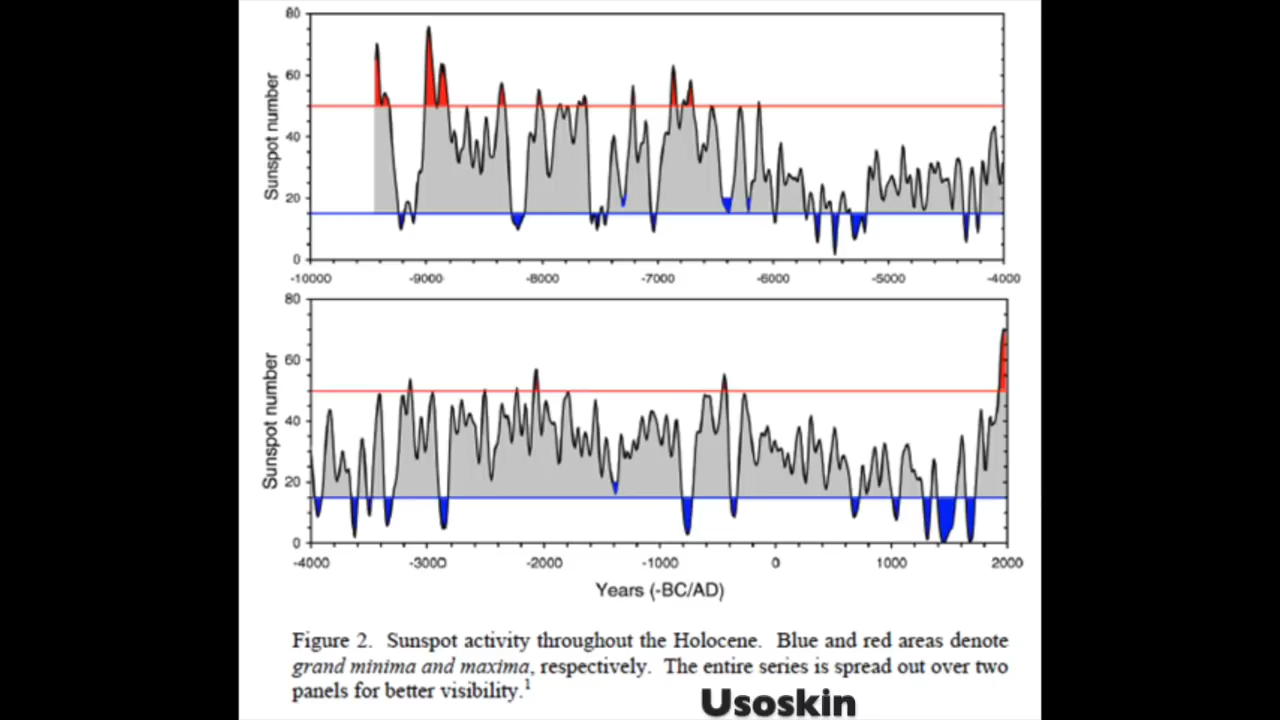 80
60
40
20
0
Sunspot number
-10000 -9000 -8000 -7000 -6000 -5000 -4000
80
60
40
20
0
Sunspot number
-4000 -3000 -2000 -1000 0 1000 2000
Years (-BC/AD)
Figure 2. Sunspot activity throughout the Holocene. Blue and red areas denote
grand minima and maxima, respectively. The entire series is spread out over two
panels for better visibility.1
Usoskin